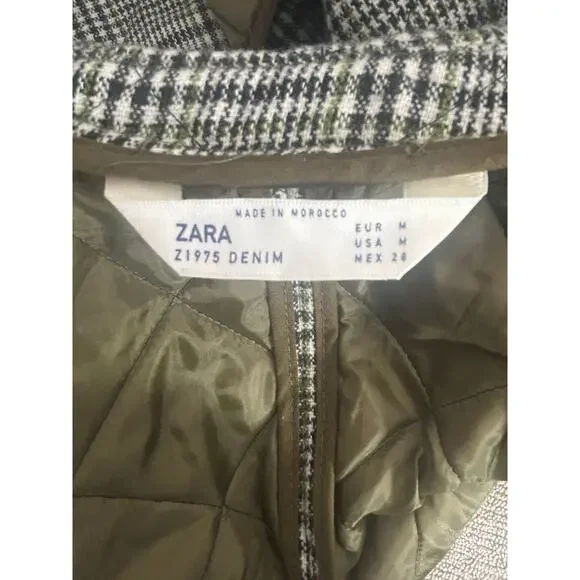 MADE IN MOROCCO
ZARA
Z1975 DENIM
EUR M
USA M
MEX 28